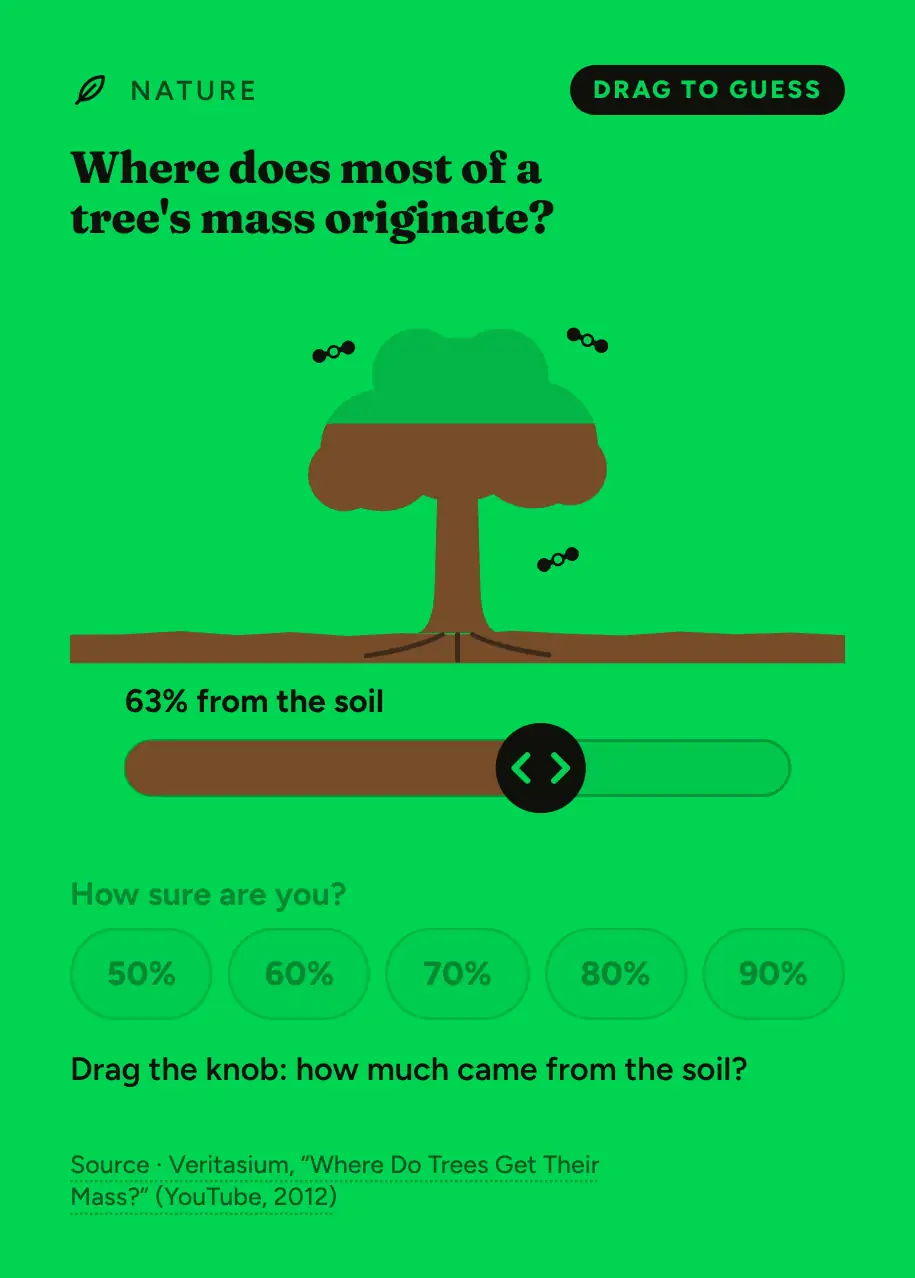 NATURE
DRAG TO GUESS
Where does most of a
tree's mass originate?
63% from the soil
How sure are you?
50% 60% 70% 80% 90%
Drag the knob: how much came from the soil?
Source · Veritasium, “Where Do Trees Get Their
Mass?” (YouTube, 2012)